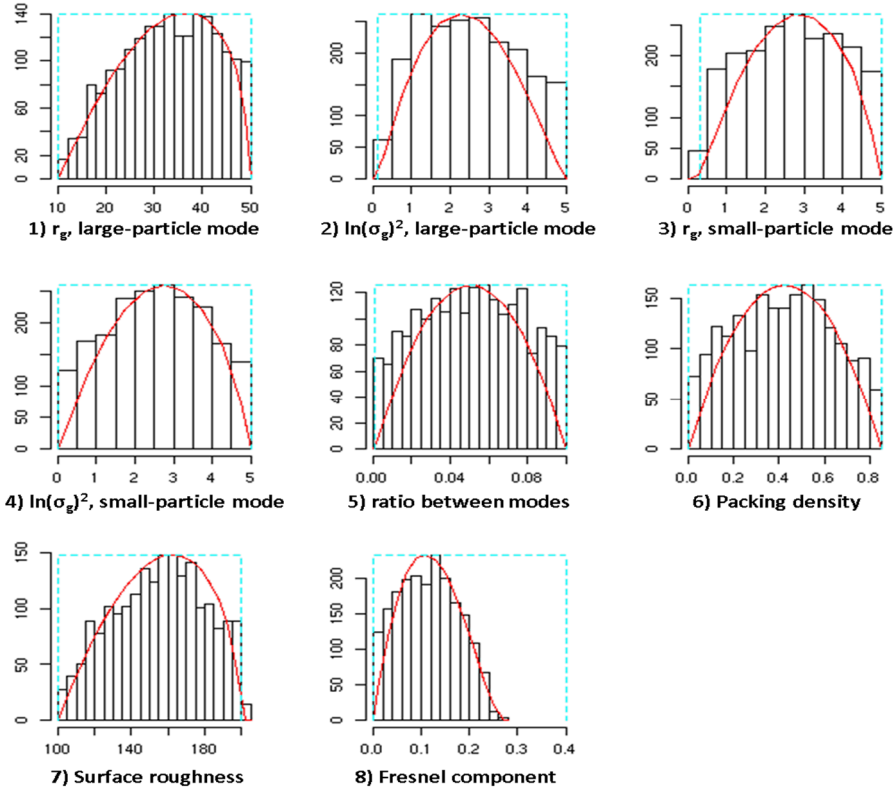 140
100
80
60
40
20
0
10 20 30 40 50
1) rg, large-particle mode
250
200
150
100
50
0
0 1 2 3 4 5
2) ln(σg)², large-particle mode
250
200
150
100
50
0
0 1 2 3 4 5
3) rg, small-particle mode
250
200
150
100
50
0
0 1 2 3 4 5
4) ln(σg)², small-particle mode
120
100
80
60
40
20
0
0.00 0.04 0.08
5) ratio between modes
150
100
50
0
0.0 0.2 0.4 0.6 0.8
6) Packing density
150
100
50
0
100 140 180
7) Surface roughness
200
150
100
50
0
0.0 0.1 0.2 0.3 0.4
8) Fresnel component